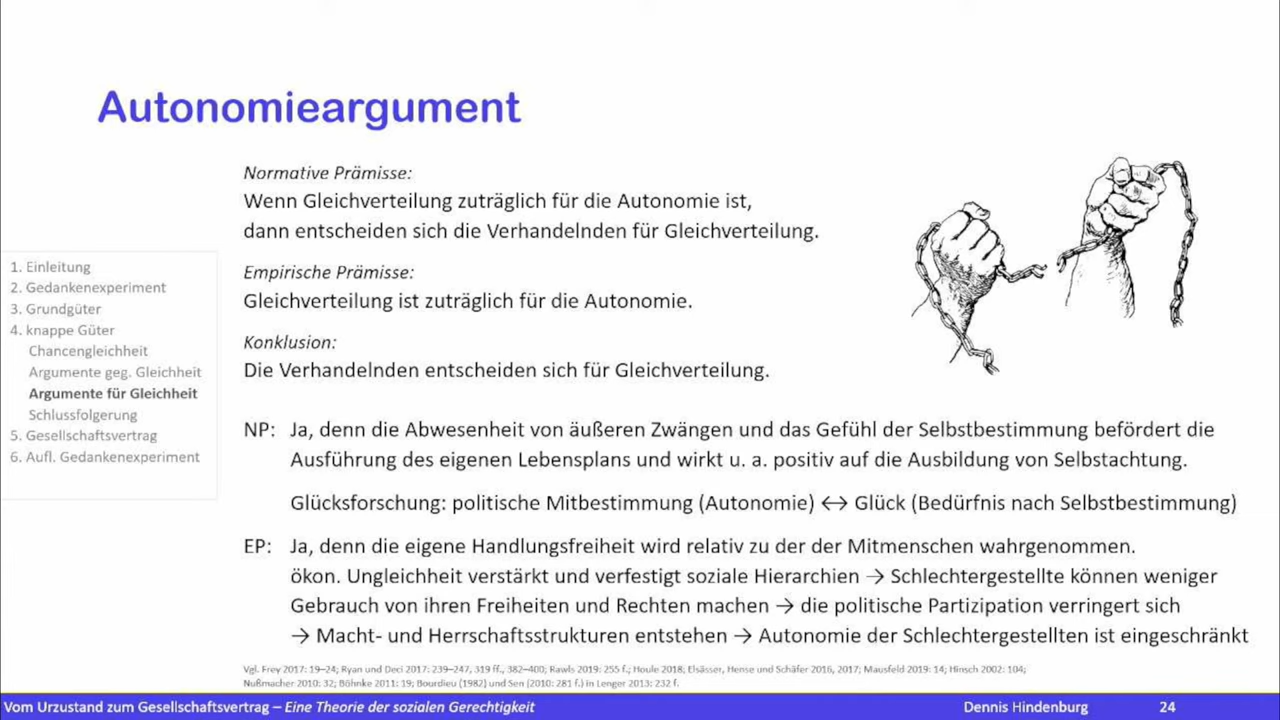 Autonomieargument
Normative Prämisse:
Wenn Gleichverteilung zuträglich für die Autonomie ist,
dann entscheiden sich die Verhandelnden für Gleichverteilung.
Empirische Prämisse:
Gleichverteilung ist zuträglich für die Autonomie.
Konklusion:
Die Verhandelnden entscheiden sich für Gleichverteilung.
1. Einleitung
2. Gedankenexperiment
3. Grundgüter
4. knappe Güter
Chancengleichheit
Argumente geg. Gleichheit
Argumente für Gleichheit
Schlussfolgerung
5. Gesellschaftsvertrag
6. Aufl. Gedankenexperiment
NP: Ja, denn die Abwesenheit von äußeren Zwängen und das Gefühl der Selbstbestimmung befördert die
Ausführung des eigenen Lebensplans und wirkt u. a. positiv auf die Ausbildung von Selbstachtung.
Glücksforschung: politische Mitbestimmung (Autonomie) ↔ Glück (Bedürfnis nach Selbstbestimmung)
EP: Ja, denn die eigene Handlungsfreiheit wird relativ zu der der Mitmenschen wahrgenommen.
ökon. Ungleichheit verstärkt und verfestigt soziale Hierarchien → Schlechtergestellte können weniger
Gebrauch von ihren Freiheiten und Rechten machen → die politische Partizipation verringert sich
→ Macht- und Herrschaftsstrukturen entstehen → Autonomie der Schlechtergestellten ist eingeschränkt
Vgl. Frey 2017: 19–24; Ryan und Deci 2017: 239–247, 319 ff., 382–400; Rawls 2019: 255 f.; Houle 2018; Elsässer, Hense und Schäfer 2016, 2017; Mausfeld 2019: 14; Hinsch 2002: 104;
Nußmacher 2010: 32; Böhnke 2011: 19; Bourdieu (1982) und Sen (2010: 281 f.) in Lenger 2013: 232 f.
Vom Urzustand zum Gesellschaftsvertrag – Eine Theorie der sozialen Gerechtigkeit
Dennis Hindenburg
24